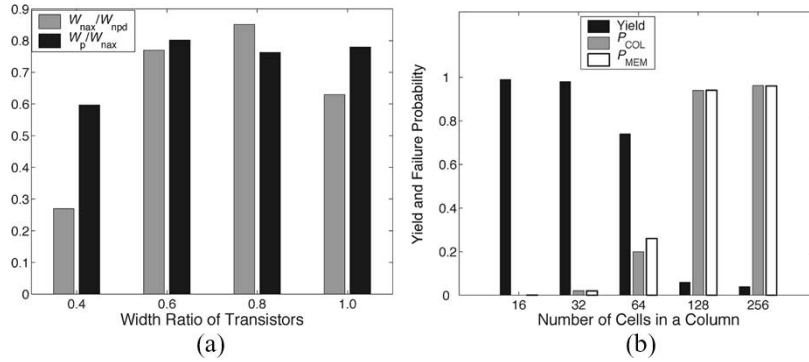 0.9
0.8
0.7
0.6
0.5
0.4
0.3
0.2
0.1
0
W_nax/W_npd
W_p/W_nax
0.4 0.6 0.8 1.0
Width Ratio of Transistors
(a)
Yield
P_COL
P_MEM
Yield and Failure Probability
1
0.8
0.6
0.4
0.2
0
16 32 64 128 256
Number of Cells in a Column
(b)